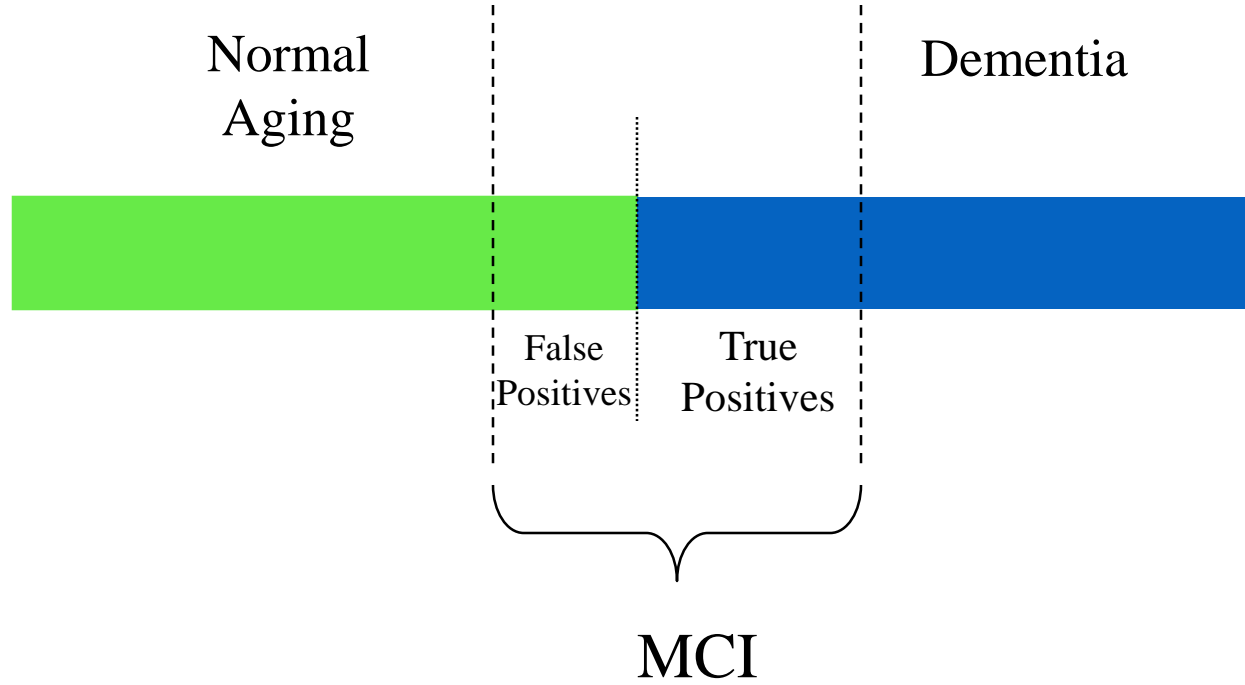 Normal
Aging
Dementia
False
Positives
True
Positives
MCI